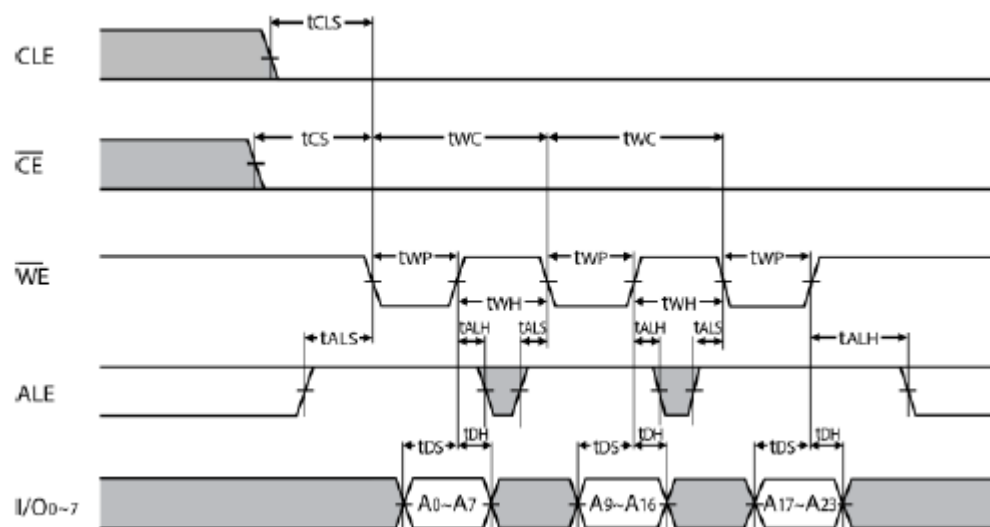 tCLS
CLE
tCS tWC tWC
CE
tWP tWP tWP
WE
tWH tWH
tALS tALH tALS tALH tALS tALH
ALE
tDS tDH tDS tDH tDS tDH
I/O0~7 A0~A7 A9~A16 A17~A23